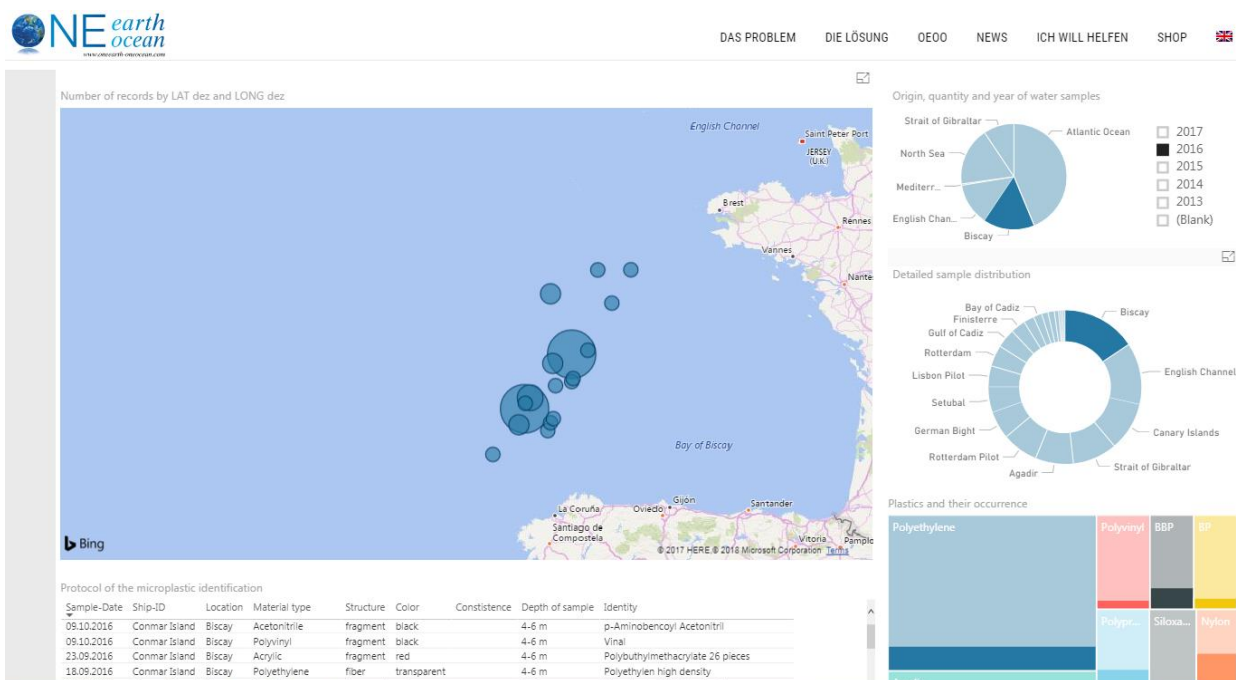 ONE earth ocean
www.oneearth-oneocean.com
DAS PROBLEM DIE LÖSUNG OEOO NEWS ICH WILL HELFEN SHOP
Number of records by LAT dez and LONG dez
English Channel
Saint Peter Port
JERSEY
(U.K.)
Brest
Rennes
Vannes
Nante
Bay of Biscay
La Coruña
Oviedo
Gijón
Santander
Santiago de
Compostela
Vitoria
Pamplo
Bing
© 2017 HERE © 2018 Microsoft Corporation Terms
Origin, quantity and year of water samples
Strait of Gibraltar
Atlantic Ocean
North Sea
Mediterr...
English Chan...
Biscay
2017
2016
2015
2014
2013
(Blank)
Detailed sample distribution
Bay of Cadiz
Biscay
Finisterre
Gulf of Cadiz
Rotterdam
English Channel
Lisbon Pilot
Setubal
German Bight
Canary Islands
Rotterdam Pilot
Strait of Gibraltar
Agadir
Plastics and their occurrence
Polyethylene Polyvinyl BBP BP
Polypr... Siloxa... Nylon
Protocol of the microplastic identification
Sample-Date Ship-ID Location Material type Structure Color Constistence Depth of sample Identity
09.10.2016 Conmar Island Biscay Acetonitrile fragment black 4-6 m p-Aminobencoyl Acetonitril
09.10.2016 Conmar Island Biscay Polyvinyl fragment black 4-6 m Vinal
23.09.2016 Conmar Island Biscay Acrylic fragment red 4-6 m Polybuthylmethacrylate 26 pieces
18.09.2016 Conmar Island Biscay Polyethylene fiber transparent 4-6 m Polyethylen high density